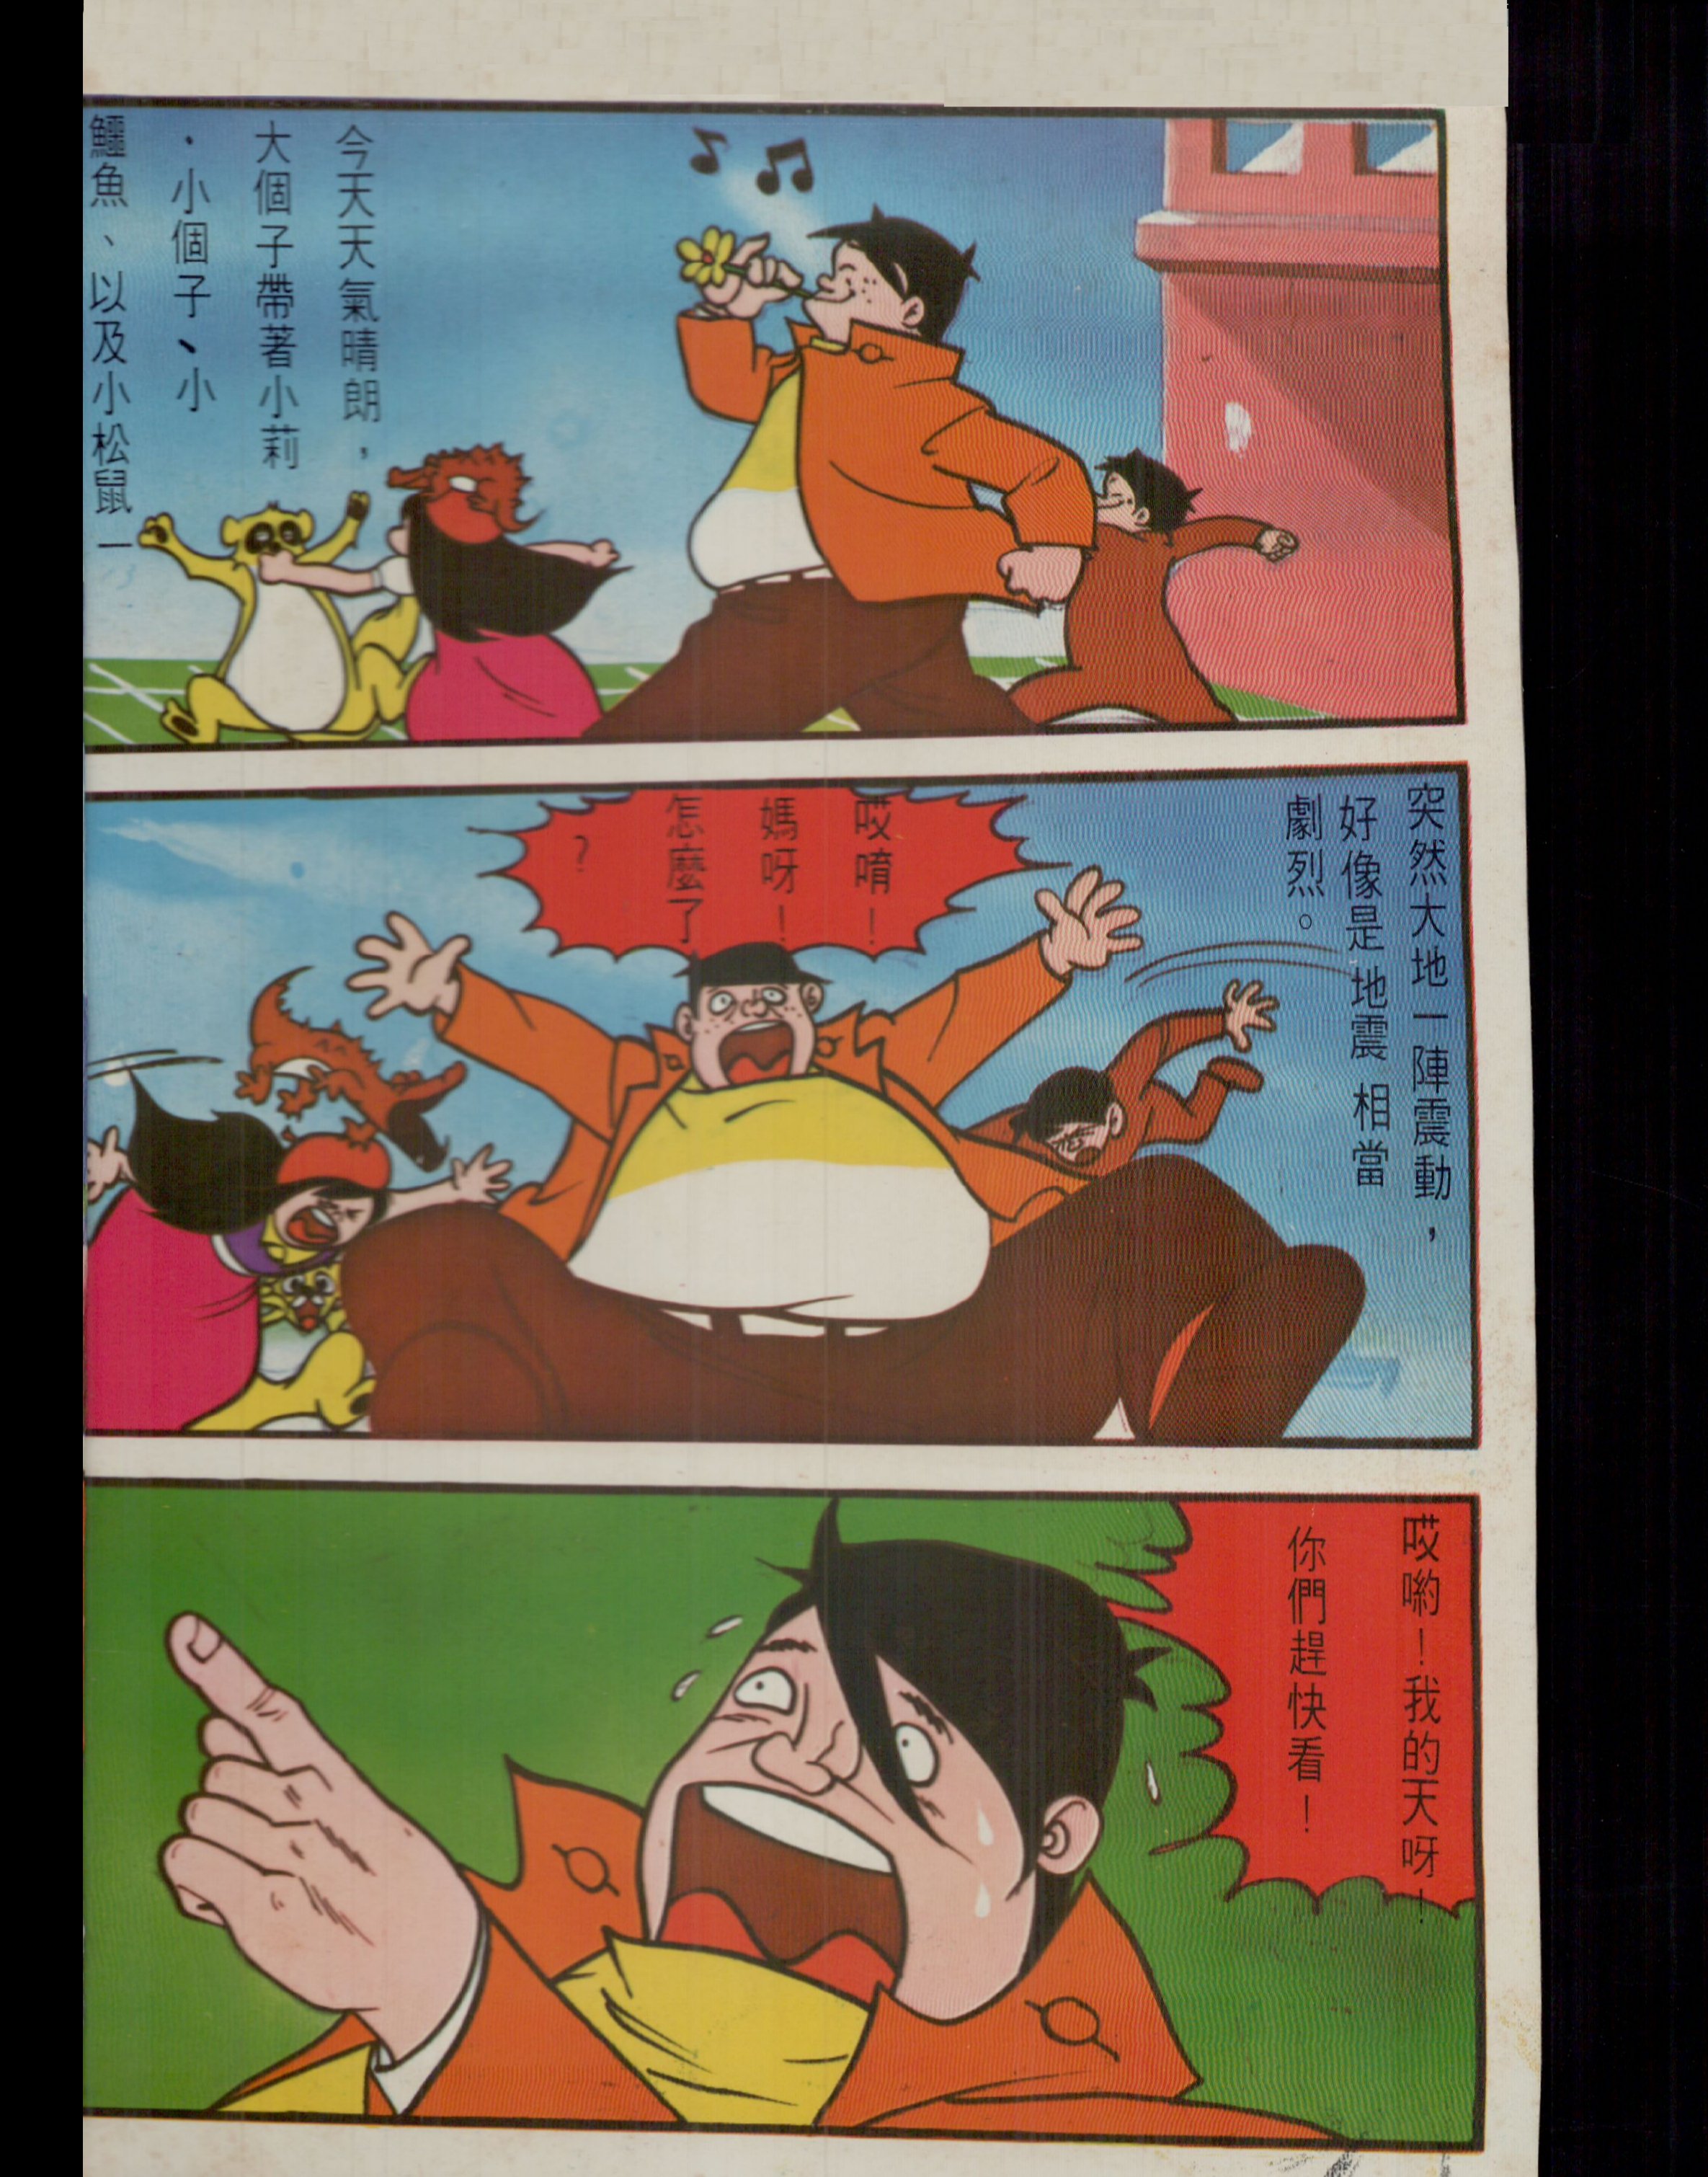 今天天氣晴朗，
大個子帶著小莉
．小個子、小
鱷魚、以及小松鼠一
突然大地一陣震動，
好像是地震相當
劇烈。
哎唷！
媽呀！
怎麼了
？
哎喲！我的天呀！
你們趕快看！